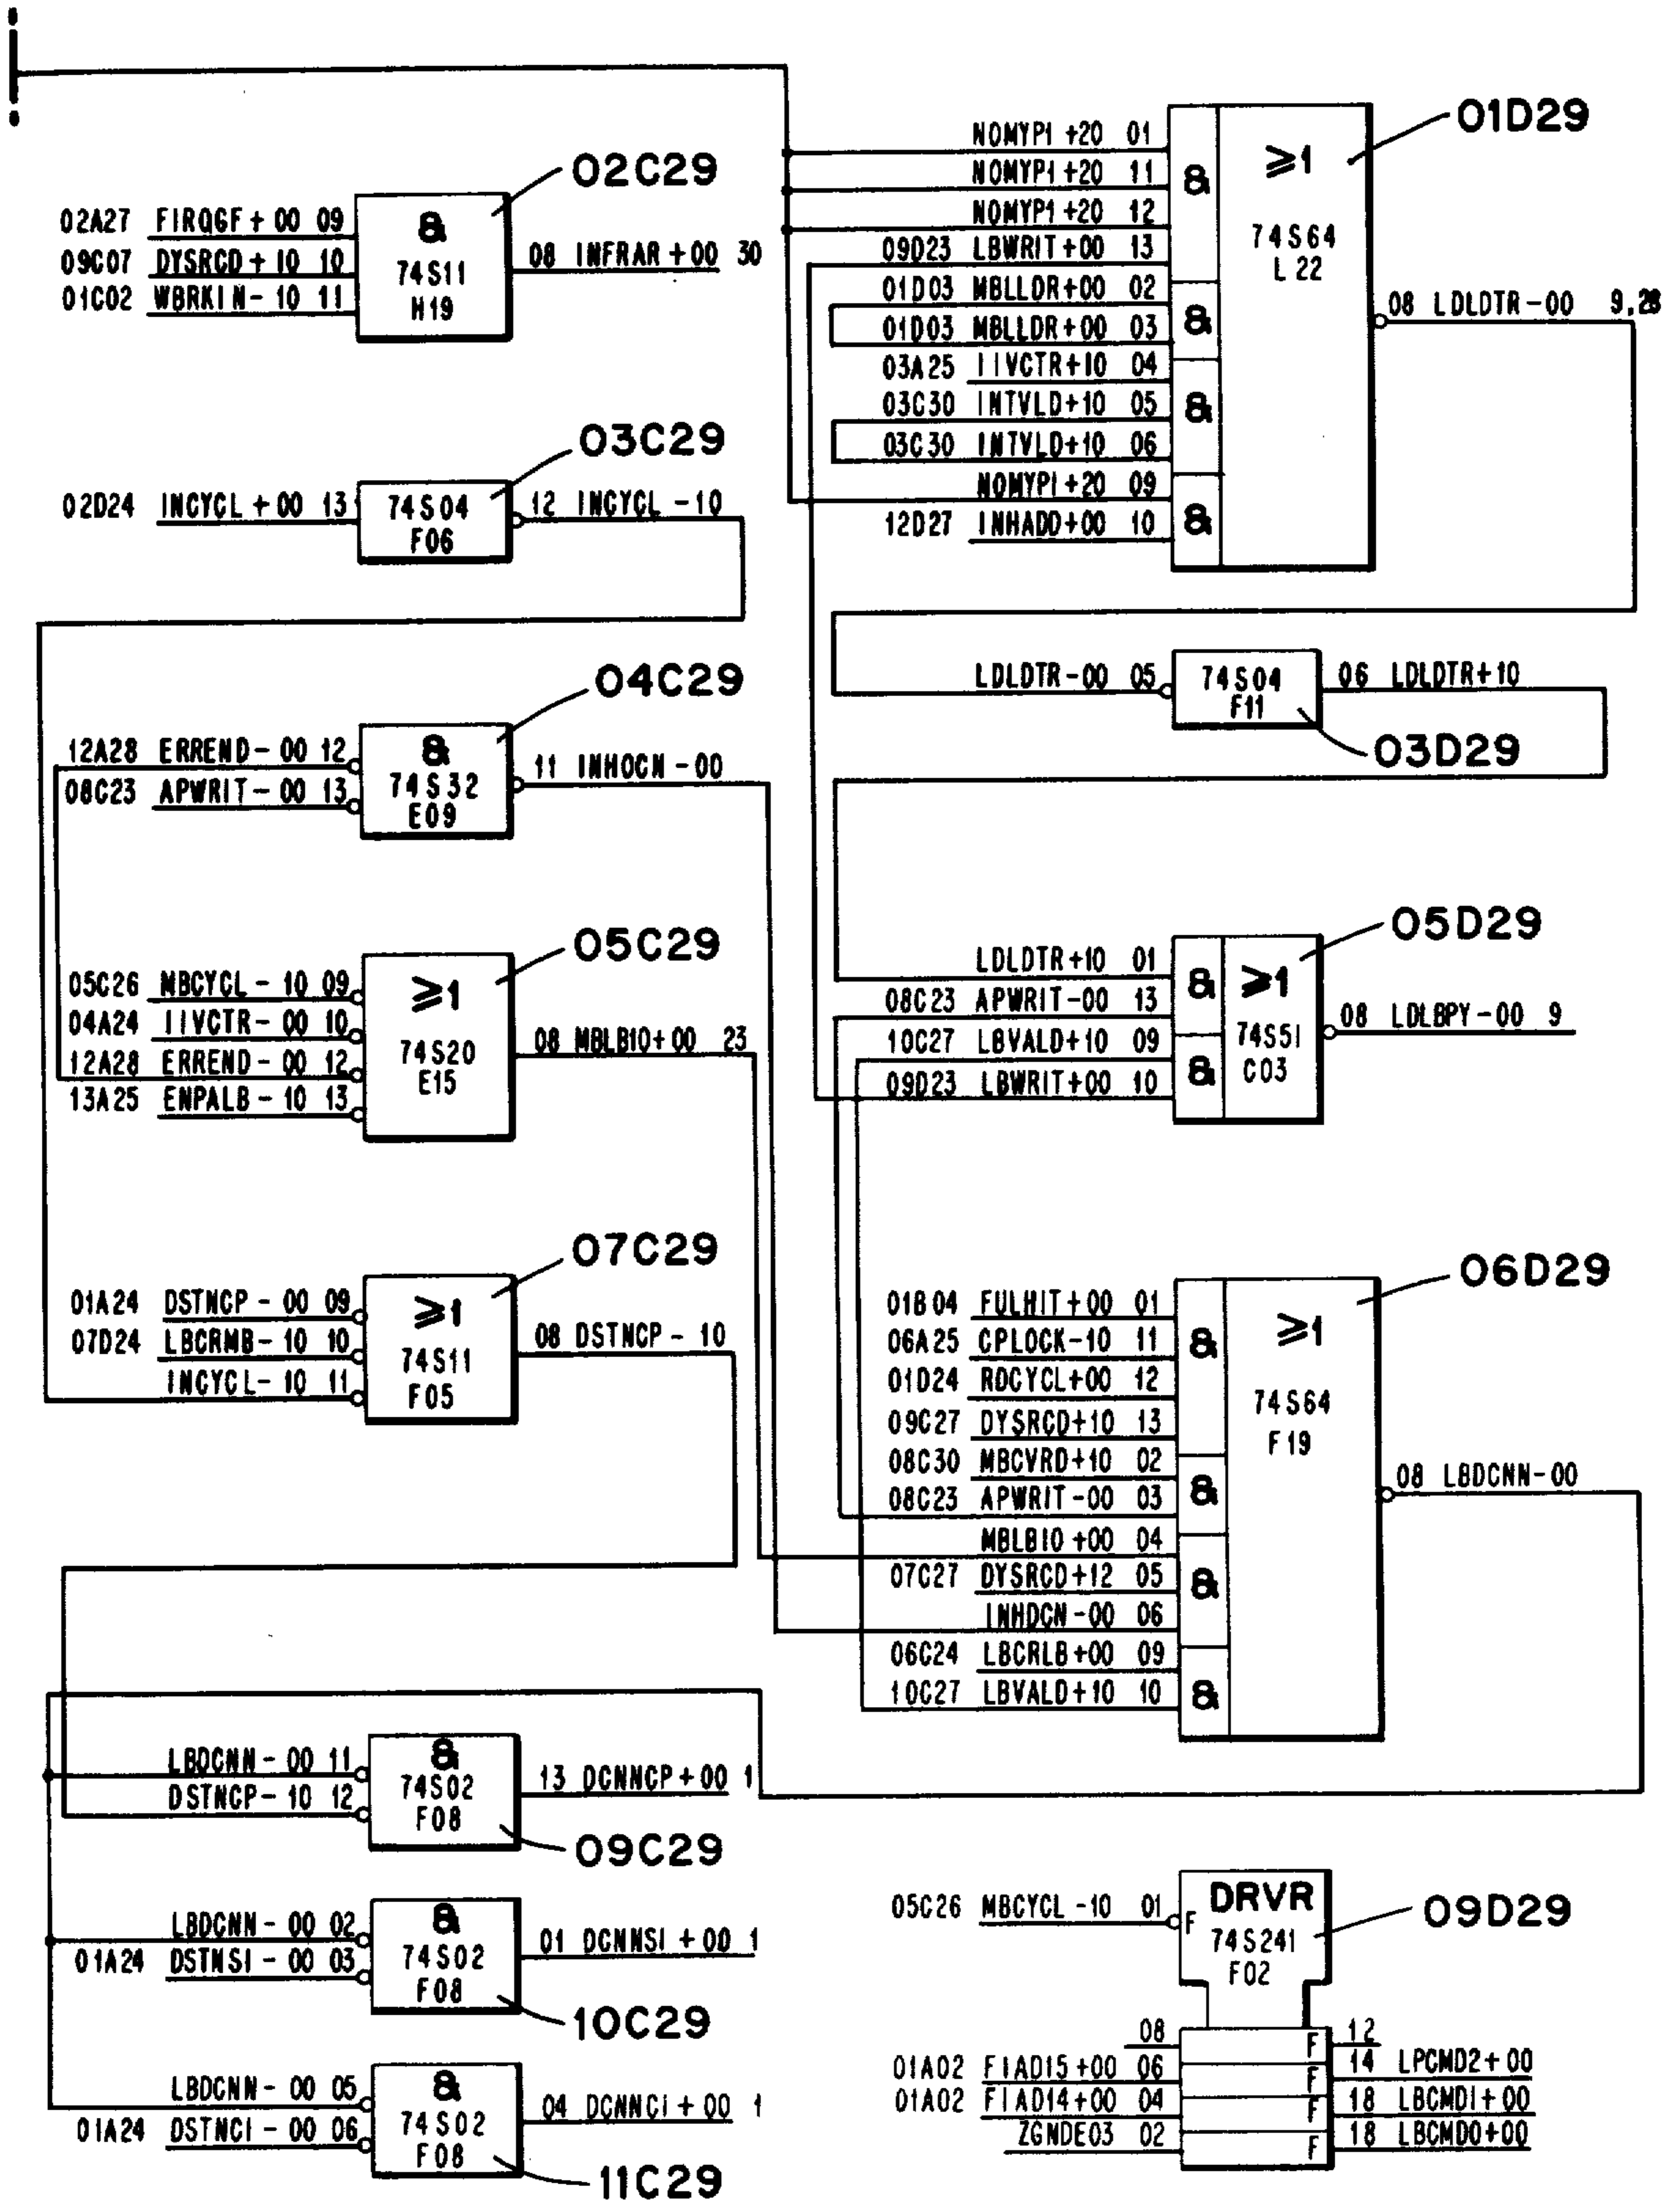 02C29
02A27 FIRQGF+00 09
09C07 DYSRCD+10 10
01C02 WBRKIN-10 11
&
74S11
H19
08 INFRAR+00 30
03C29
02D24 INCYCL+00 13
74S04
F06
12 INCYCL-10
04C29
12A28 ERREND-00 12
08C23 APWRIT-00 13
&
74S32
E09
11 INHOCN-00
05C29
05C26 MBCYCL-10 09
04A24 IIVCTR-00 10
12A28 ERREND-00 12
13A25 ENPALB-10 13
≥1
74S20
E15
08 MBLB10+00 23
07C29
01A24 DSTNCP-00 09
07D24 LBCRMB-10 10
INCYCL-10 11
≥1
74S11
F05
08 DSTNCP-10
LBDCNN-00 11
DSTNCP-10 12
&
74S02
F08
13 DCNNCP+00 1
09C29
LBDCNN-00 02
01A24 DSTNSI-00 03
&
74S02
F08
01 DCNNSI+00 1
10C29
LBDCNN-00 05
01A24 DSTNCI-00 06
&
74S02
F08
04 DCNNCI+00 1
11C29
01D29
NOMYP1+20 01
NOMYP1+20 11
NOMYP1+20 12
09D23 LBWRIT+00 13
01D03 MBLLDR+00 02
01D03 MBLLDR+00 03
03A25 IIVCTR+10 04
03C30 INTVLD+10 05
03C30 INTVLD+10 06
NOMYP1+20 09
12D27 INHADD+00 10
&
&
&
&
≥1
74S64
L22
08 LDLDTR-00 9,28
LDLDTR-00 05
74S04
F11
06 LDLDTR+10
03D29
05D29
LDLDTR+10 01
08C23 APWRIT-00 13
10C27 LBVALD+10 09
09D23 LBWRIT+00 10
&
&
≥1
74S51
C03
08 LDLBPY-00 9
06D29
01B04 FULHIT+00 01
06A25 CPLOCK-10 11
01D24 RDCYCL+00 12
09C27 DYSRCD+10 13
08C30 MBCVRD+10 02
08C23 APWRIT-00 03
MBLB10+00 04
07C27 DYSRCD+12 05
INHDCN-00 06
06C24 LBCRLB+00 09
10C27 LBVALD+10 10
&
&
&
&
≥1
74S64
F19
08 LBDCNN-00
05C26 MBCYCL-10 01
F
DRVR
74S241
F02
09D29
08 F 12
01A02 FIAD15+00 06 F 14 LPCMD2+00
01A02 FIAD14+00 04 F 18 LBCMD1+00
ZGNDE03 02 F 18 LBCMD0+00